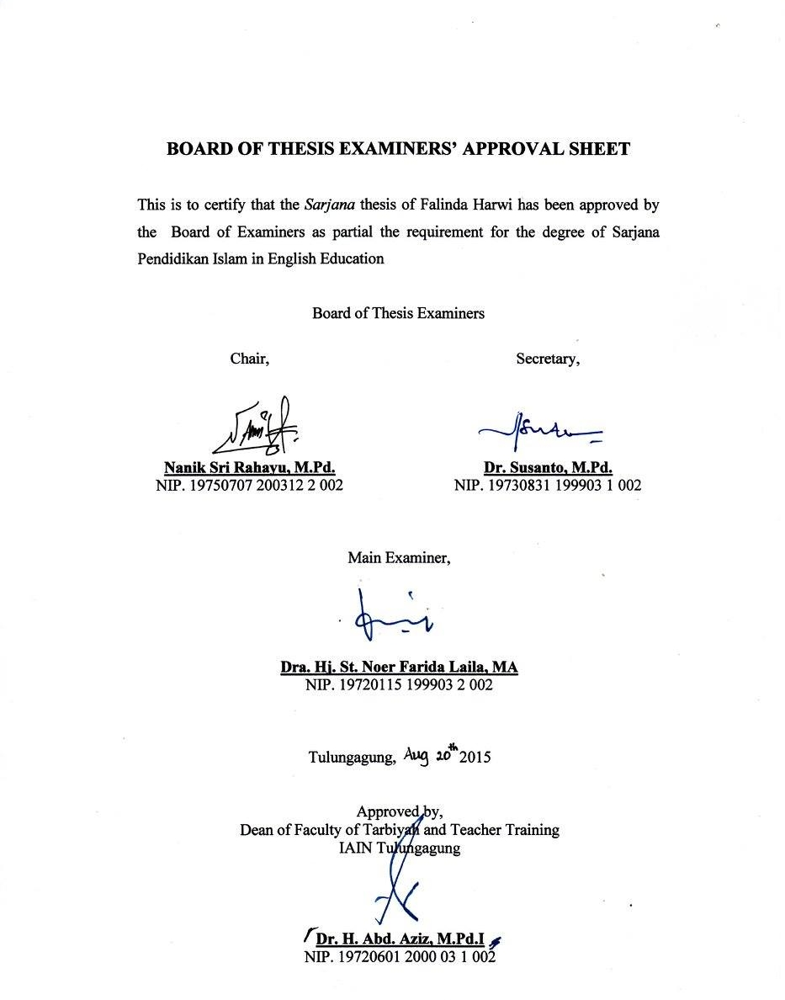 BOARD OF THESIS EXAMINERS’ APPROVAL SHEET
This is to certify that the Sarjana thesis of Falinda Harwi has been approved by
the Board of Examiners as partial the requirement for the degree of Sarjana
Pendidikan Islam in English Education
Board of Thesis Examiners
Chair,
Secretary,
Nanik Sri Rahayu, M.Pd.
NIP. 19750707 200312 2 002
Dr. Susanto, M.Pd.
NIP. 19730831 199903 1 002
Main Examiner,
Dra. Hj. St. Noer Farida Laila, MA
NIP. 19720115 199903 2 002
Tulungagung, Aug 20th 2015
Approved by,
Dean of Faculty of Tarbiyah and Teacher Training
IAIN Tulungagung
Dr. H. Abd. Aziz, M.Pd.I
NIP. 19720601 2000 03 1 002